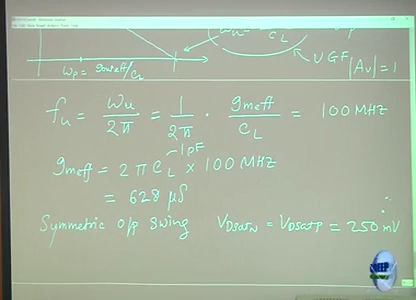 ωp = gmeff/CL
CL
UGF
|Av| = 1
fu = ωu/2π = 1/2π · gmeff/CL = 100 MHz
gmeff = 2π CL × 100 MHz
~1pF
= 628 μS
Symmetric o/p swing VDsatN = VDsatP = 250 mV